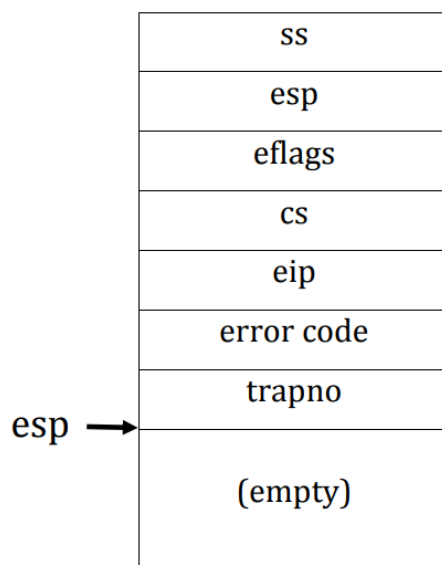 ss
esp
eflags
cs
eip
error code
trapno
esp
(empty)